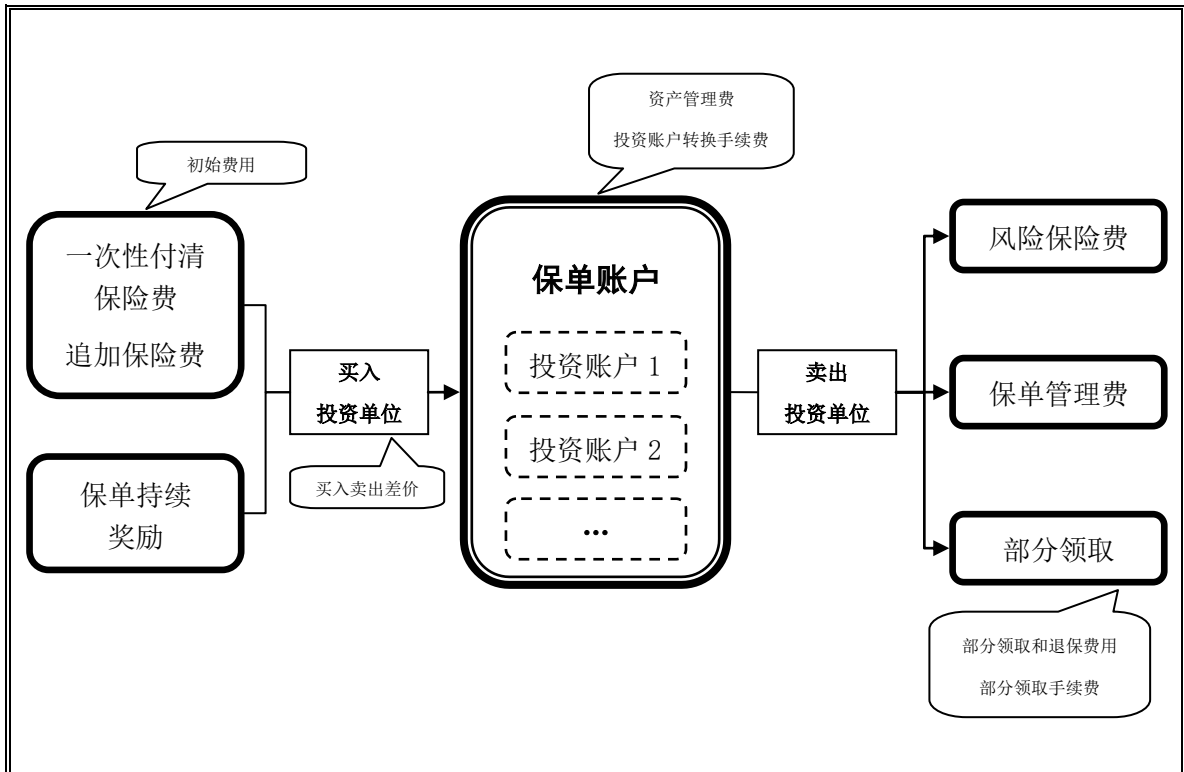 资产管理费
投资账户转换手续费
初始费用
一次性付清
保险费
追加保险费
保单持续
奖励
买入
投资单位
买入卖出差价
保单账户
投资账户 1
投资账户 2
...
卖出
投资单位
风险保险费
保单管理费
部分领取
部分领取和退保费用
部分领取手续费